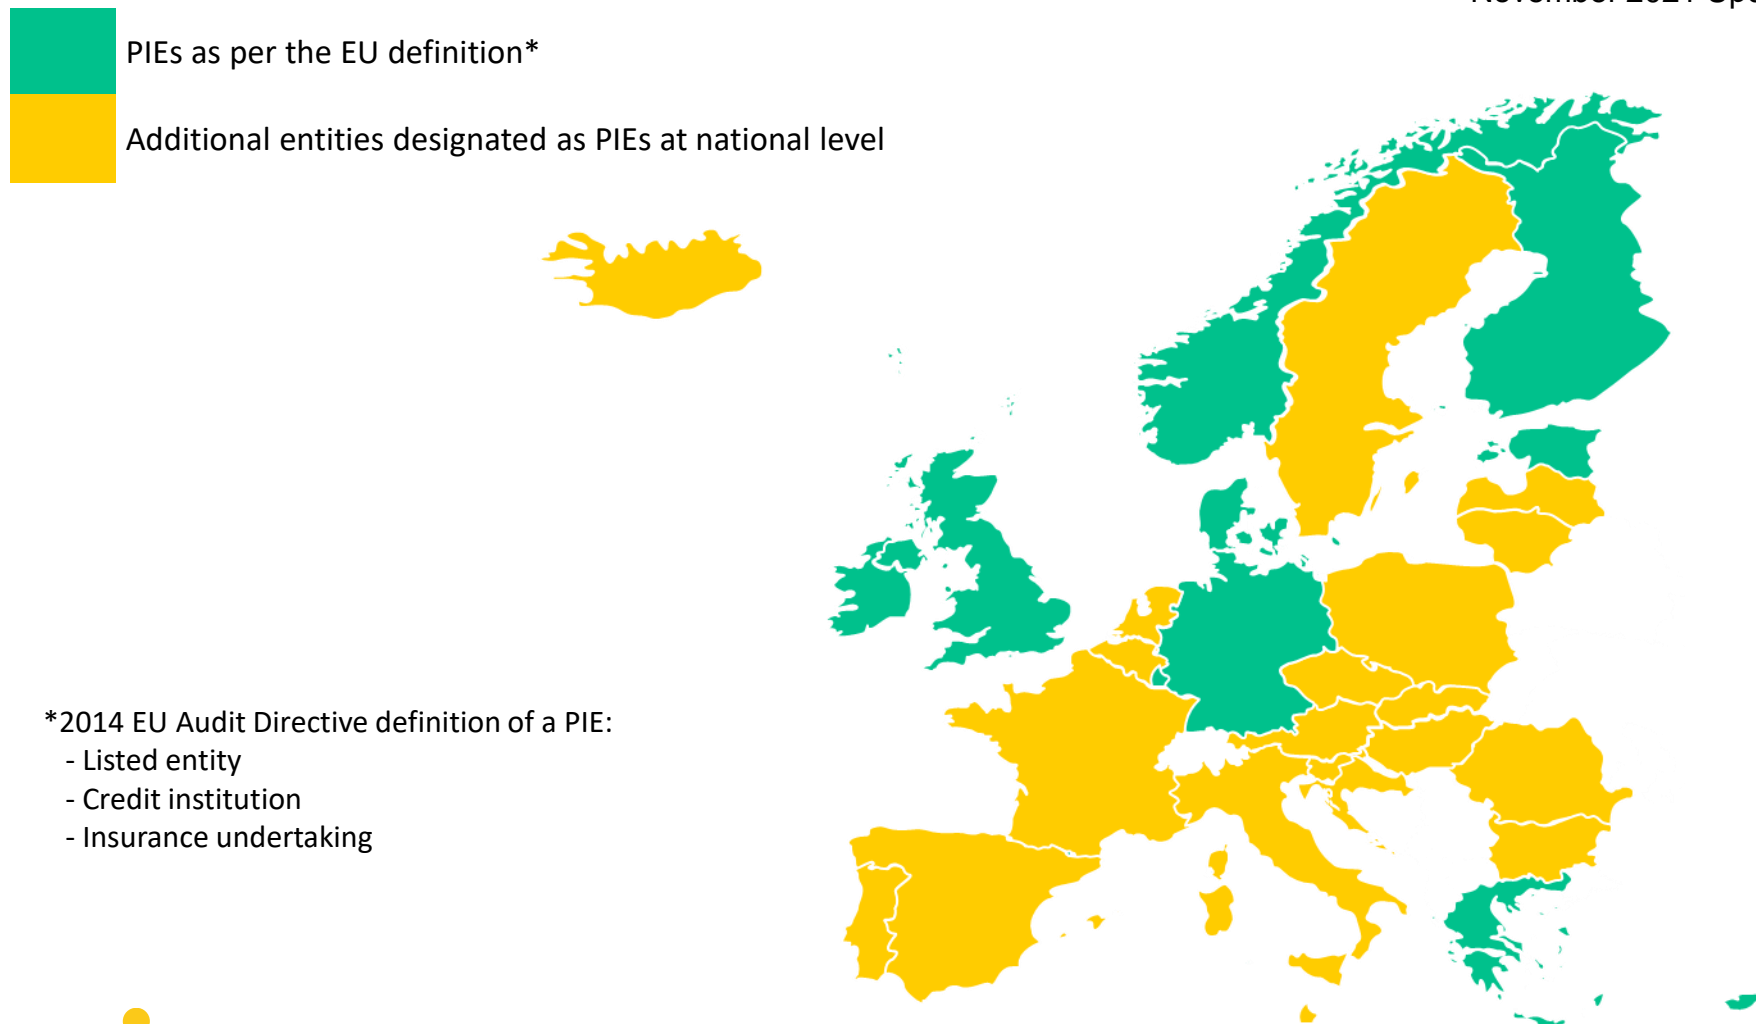 PIEs as per the EU definition*
Additional entities designated as PIEs at national level
*2014 EU Audit Directive definition of a PIE:
- Listed entity
- Credit institution
- Insurance undertaking